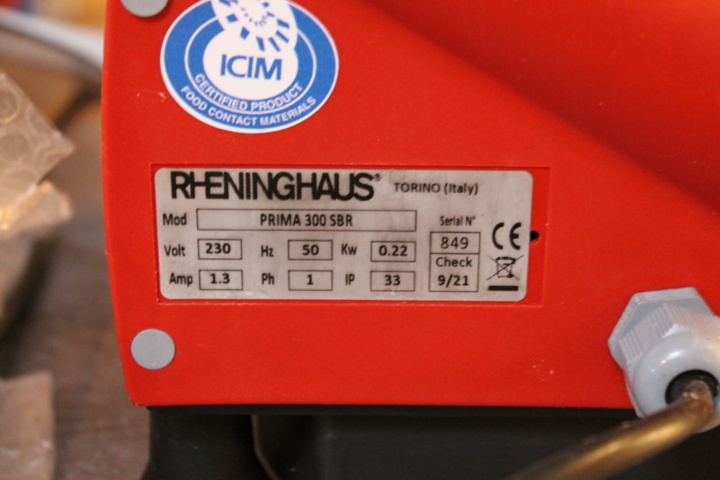 ICIM
CERTIFIED PRODUCT
FOOD CONTACT MATERIALS
RHENINGHAUS® TORINO (Italy)
Mod PRIMA 300 SBR Serial N°
Volt 230 Hz 50 Kw 0.22 849 CE
Check
Amp 1.3 Ph 1 IP 33 9/21